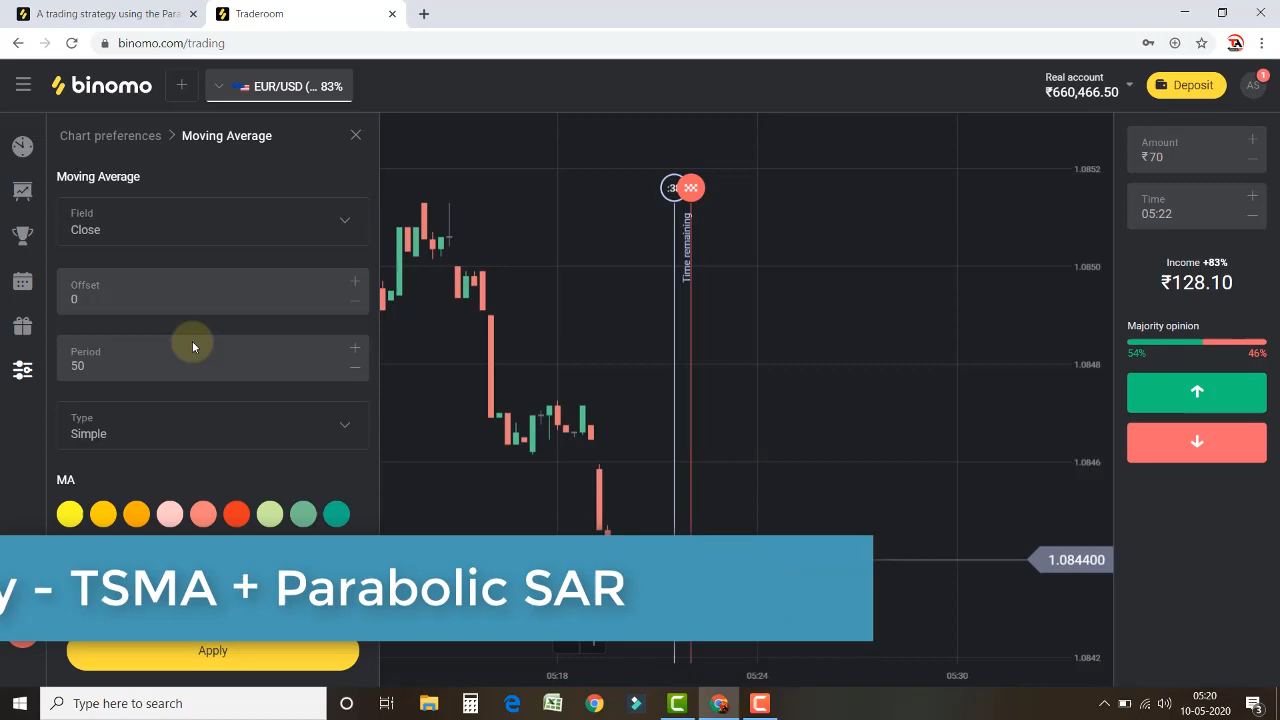 A trading strategy using the Para
Traderoom
binomo.com/trading
binomo
EUR/USD (... 83%
Real account
₹660,466.50
Deposit
AS
1
Chart preferences > Moving Average
Moving Average
Field
Close
Offset
0
Period
50
Type
Simple
MA
Apply
Time remaining
1.0852
1.0850
1.0848
1.0846
1.084400
1.0842
05:18
05:24
05:30
Amount
₹70
Time
05:22
Income +83%
₹128.10
Majority opinion
54%
46%
y - TSMA + Parabolic SAR
Type here to search
05:20
10-05-2020
3